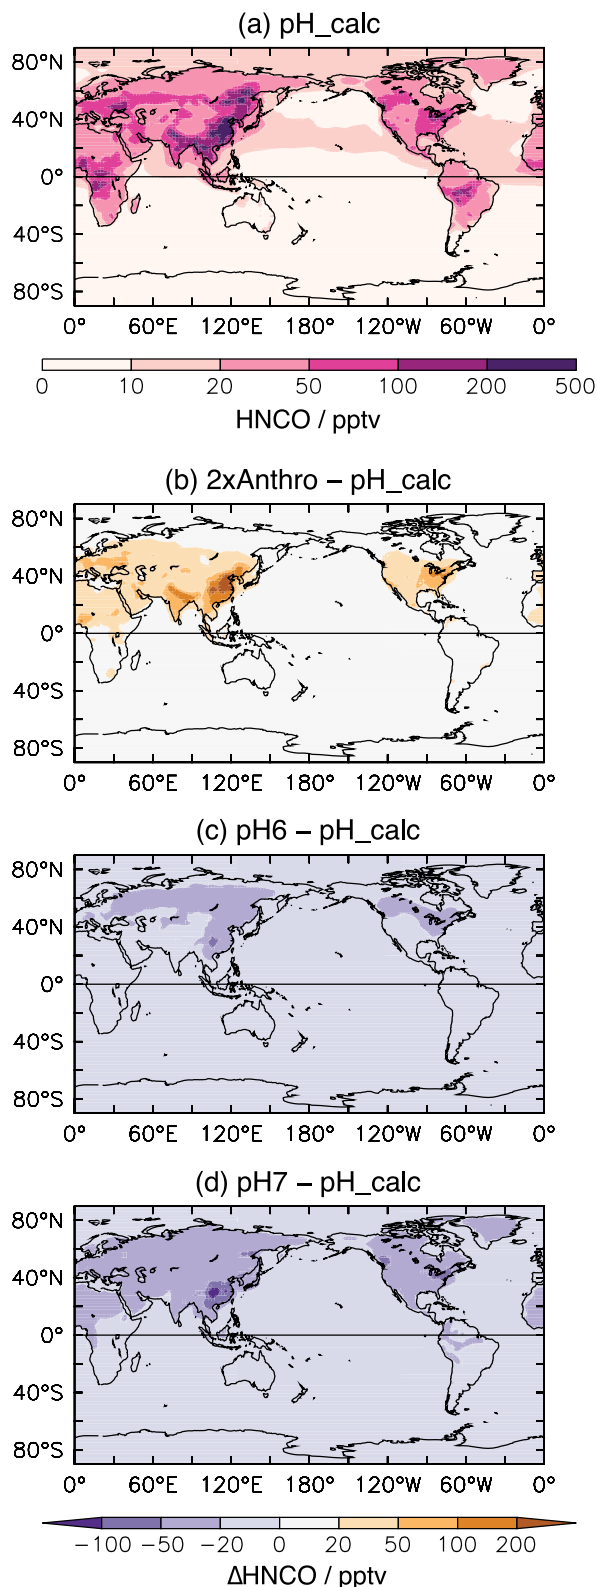 (a) pH_calc
80°N
40°N
0°
40°S
80°S
0° 60°E 120°E 180° 120°W 60°W 0°
0 10 20 50 100 200 500
HNCO / pptv
(b) 2xAnthro – pH_calc
80°N
40°N
0°
40°S
80°S
0° 60°E 120°E 180° 120°W 60°W 0°
(c) pH6 – pH_calc
80°N
40°N
0°
40°S
80°S
0° 60°E 120°E 180° 120°W 60°W 0°
(d) pH7 – pH_calc
80°N
40°N
0°
40°S
80°S
0° 60°E 120°E 180° 120°W 60°W 0°
−100 −50 −20 0 20 50 100 200
ΔHNCO / pptv